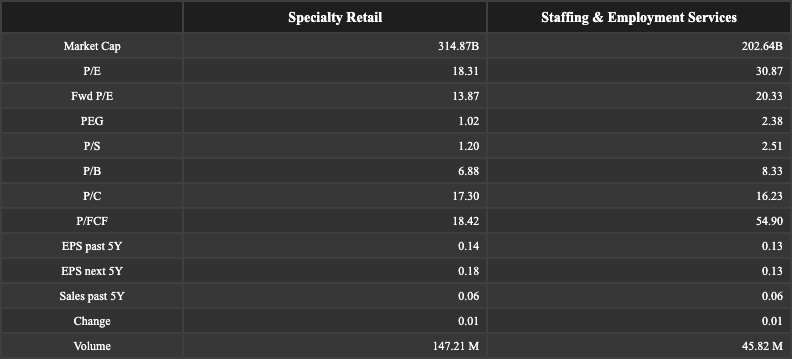 Specialty Retail Staffing & Employment Services
Market Cap 314.87B 202.64B
P/E 18.31 30.87
Fwd P/E 13.87 20.33
PEG 1.02 2.38
P/S 1.20 2.51
P/B 6.88 8.33
P/C 17.30 16.23
P/FCF 18.42 54.90
EPS past 5Y 0.14 0.13
EPS next 5Y 0.18 0.13
Sales past 5Y 0.06 0.06
Change 0.01 0.01
Volume 147.21 M 45.82 M